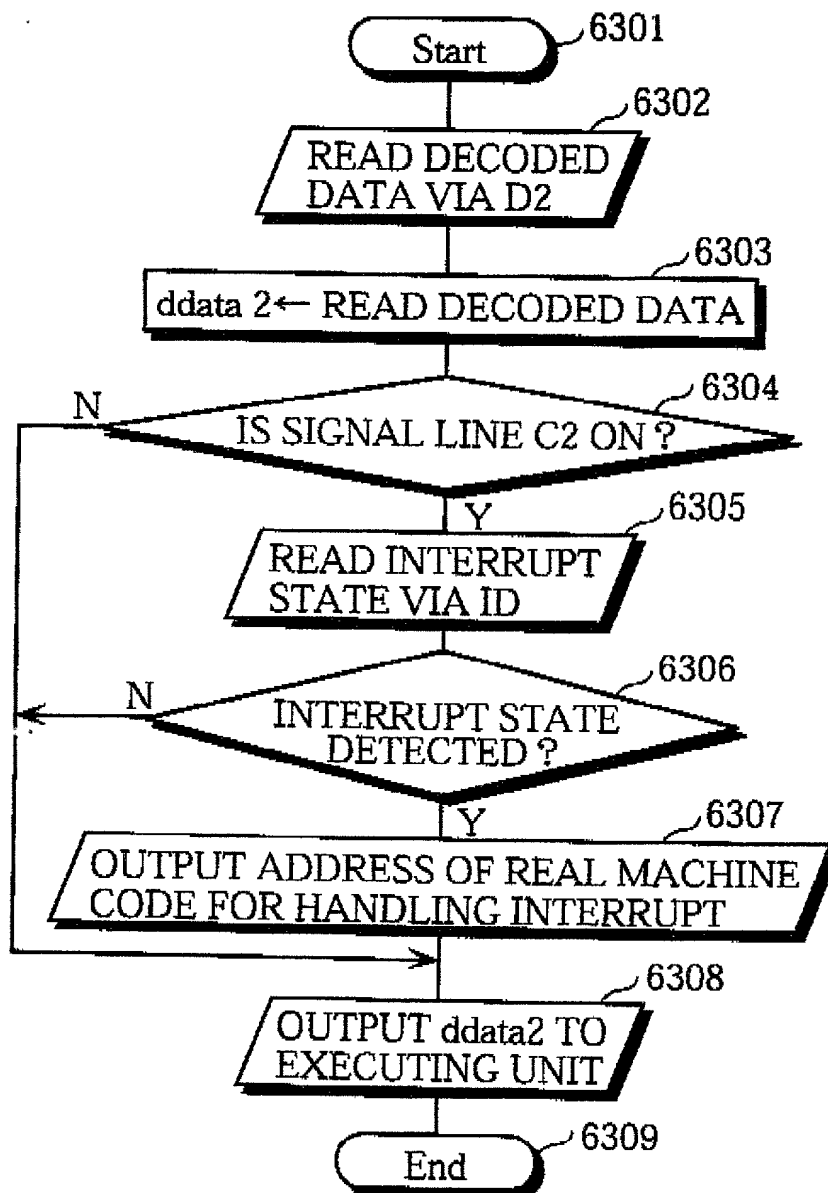 Start
6301
6302
READ DECODED
DATA VIA D2
6303
ddata 2← READ DECODED DATA
6304
N
IS SIGNAL LINE C2 ON ?
Y
6305
READ INTERRUPT
STATE VIA ID
6306
N
INTERRUPT STATE
DETECTED ?
Y
6307
OUTPUT ADDRESS OF REAL MACHINE
CODE FOR HANDLING INTERRUPT
6308
OUTPUT ddata2 TO
EXECUTING UNIT
6309
End